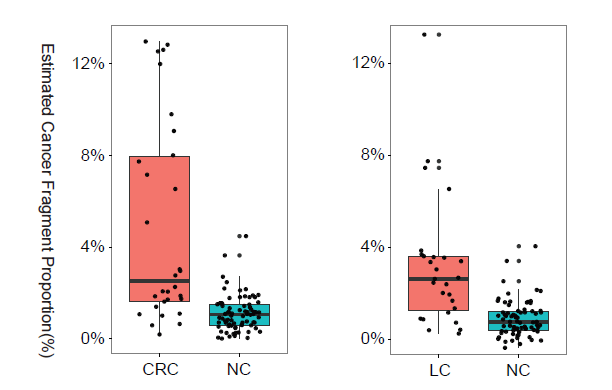 Estimated Cancer Fragment Proportion(%)
12%
8%
4%
0%
CRC NC
12%
8%
4%
0%
LC NC